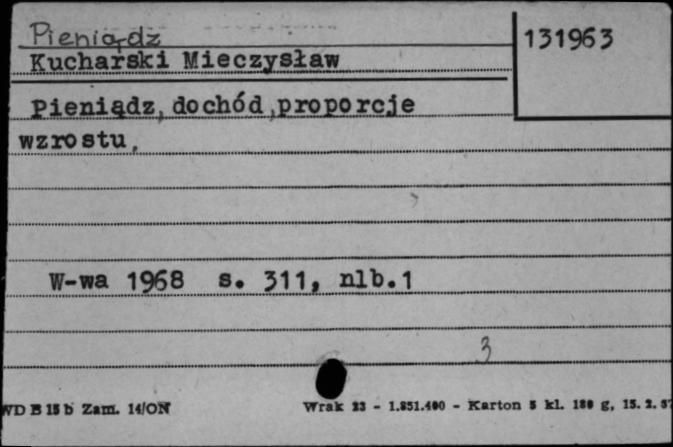 Pieniądz
131963
Kucharski Mieczysław
Pieniądz, dochód, proporcje
wzrostu,
W-wa 1968 s. 311, nlb.1
3
WD B 15 b Zam. 14/ON
Wrak 23 - 1.851.400 - Karton 5 kl. 180 g, 15. 2. 57